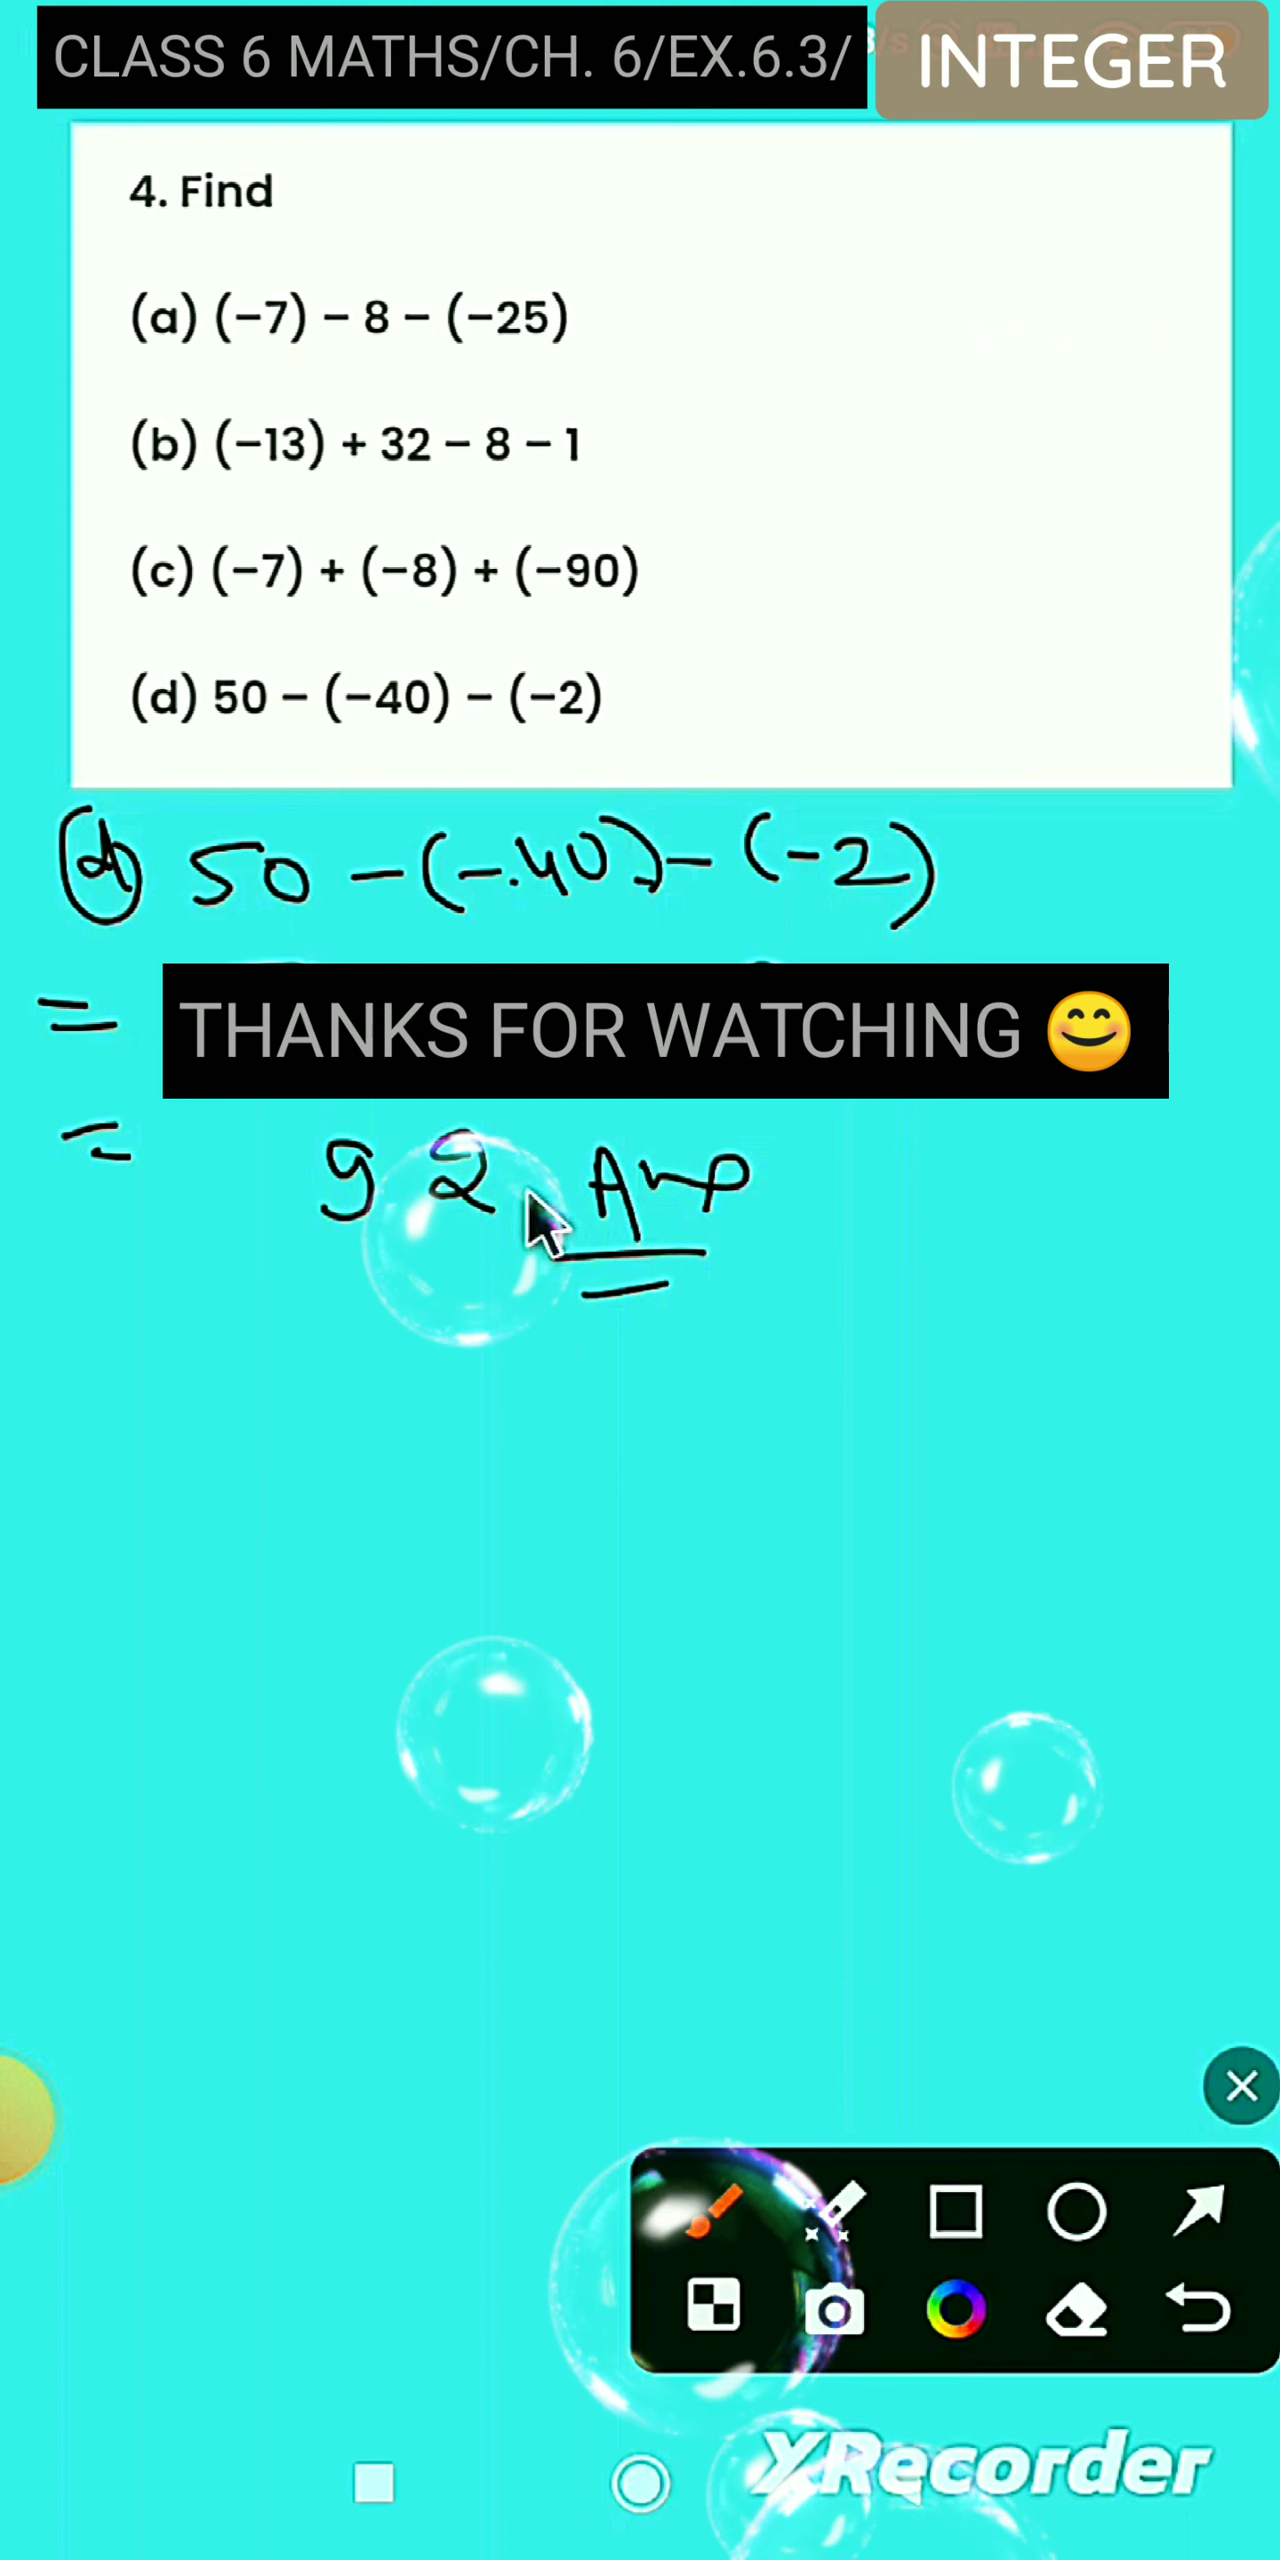 CLASS 6 MATHS/CH. 6/EX.6.3/ INTEGER
4. Find
(a) (−7) − 8 − (−25)
(b) (−13) + 32 − 8 − 1
(c) (−7) + (−8) + (−90)
(d) 50 − (−40) − (−2)
(d) 50 - (-40) - (-2)
= THANKS FOR WATCHING 😊
= 92 Ans
XRecorder